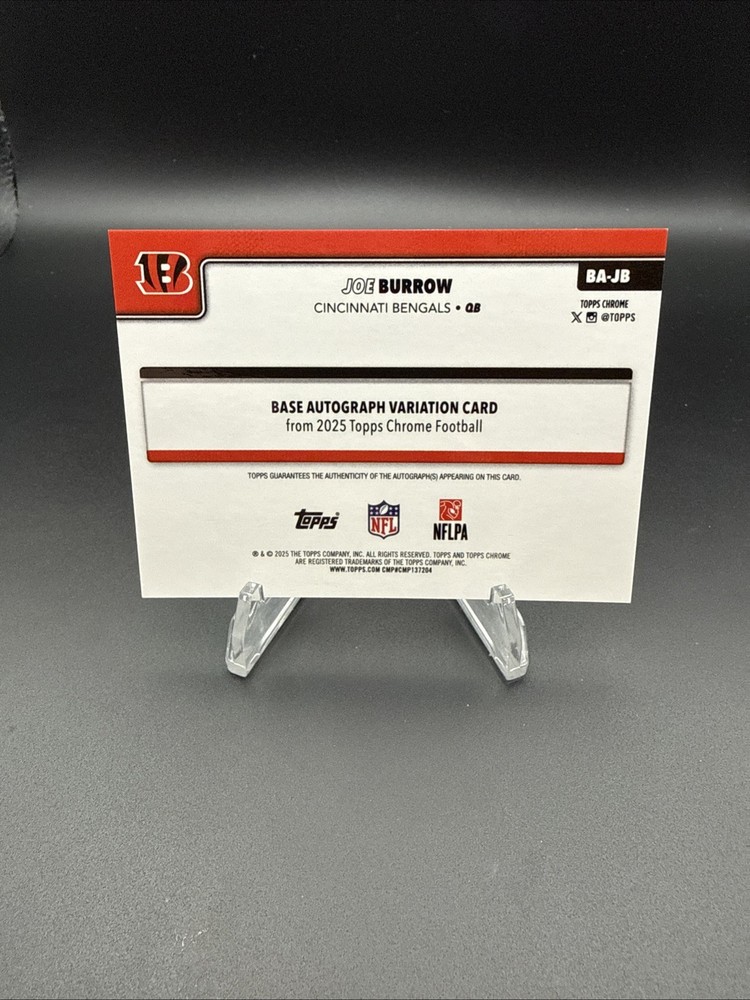 B
JOE BURROW
CINCINNATI BENGALS • QB
BA-JB
TOPPS CHROME
X @TOPPS
BASE AUTOGRAPH VARIATION CARD
from 2025 Topps Chrome Football
TOPPS GUARANTEES THE AUTHENTICITY OF THE AUTOGRAPH(S) APPEARING ON THIS CARD.
topps NFL NFLPA
® & © 2025 THE TOPPS COMPANY, INC. ALL RIGHTS RESERVED. TOPPS AND TOPPS CHROME
ARE REGISTERED TRADEMARKS OF THE TOPPS COMPANY, INC.
WWW.TOPPS.COM CMP#CMP137204